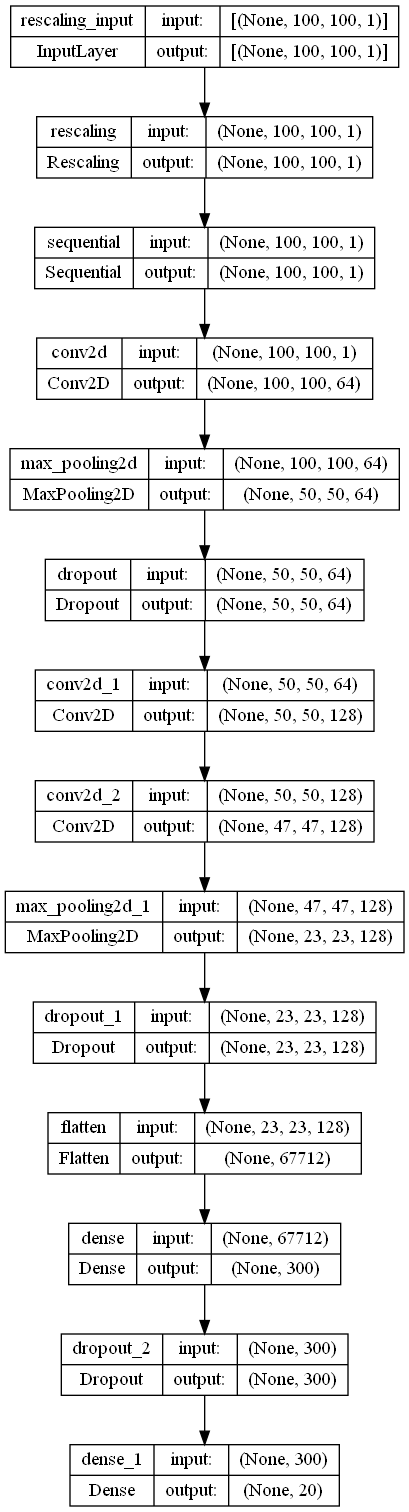 rescaling_input input: [(None, 100, 100, 1)]
InputLayer output: [(None, 100, 100, 1)]
rescaling input: (None, 100, 100, 1)
Rescaling output: (None, 100, 100, 1)
sequential input: (None, 100, 100, 1)
Sequential output: (None, 100, 100, 1)
conv2d input: (None, 100, 100, 1)
Conv2D output: (None, 100, 100, 64)
max_pooling2d input: (None, 100, 100, 64)
MaxPooling2D output: (None, 50, 50, 64)
dropout input: (None, 50, 50, 64)
Dropout output: (None, 50, 50, 64)
conv2d_1 input: (None, 50, 50, 64)
Conv2D output: (None, 50, 50, 128)
conv2d_2 input: (None, 50, 50, 128)
Conv2D output: (None, 47, 47, 128)
max_pooling2d_1 input: (None, 47, 47, 128)
MaxPooling2D output: (None, 23, 23, 128)
dropout_1 input: (None, 23, 23, 128)
Dropout output: (None, 23, 23, 128)
flatten input: (None, 23, 23, 128)
Flatten output: (None, 67712)
dense input: (None, 67712)
Dense output: (None, 300)
dropout_2 input: (None, 300)
Dropout output: (None, 300)
dense_1 input: (None, 300)
Dense output: (None, 20)